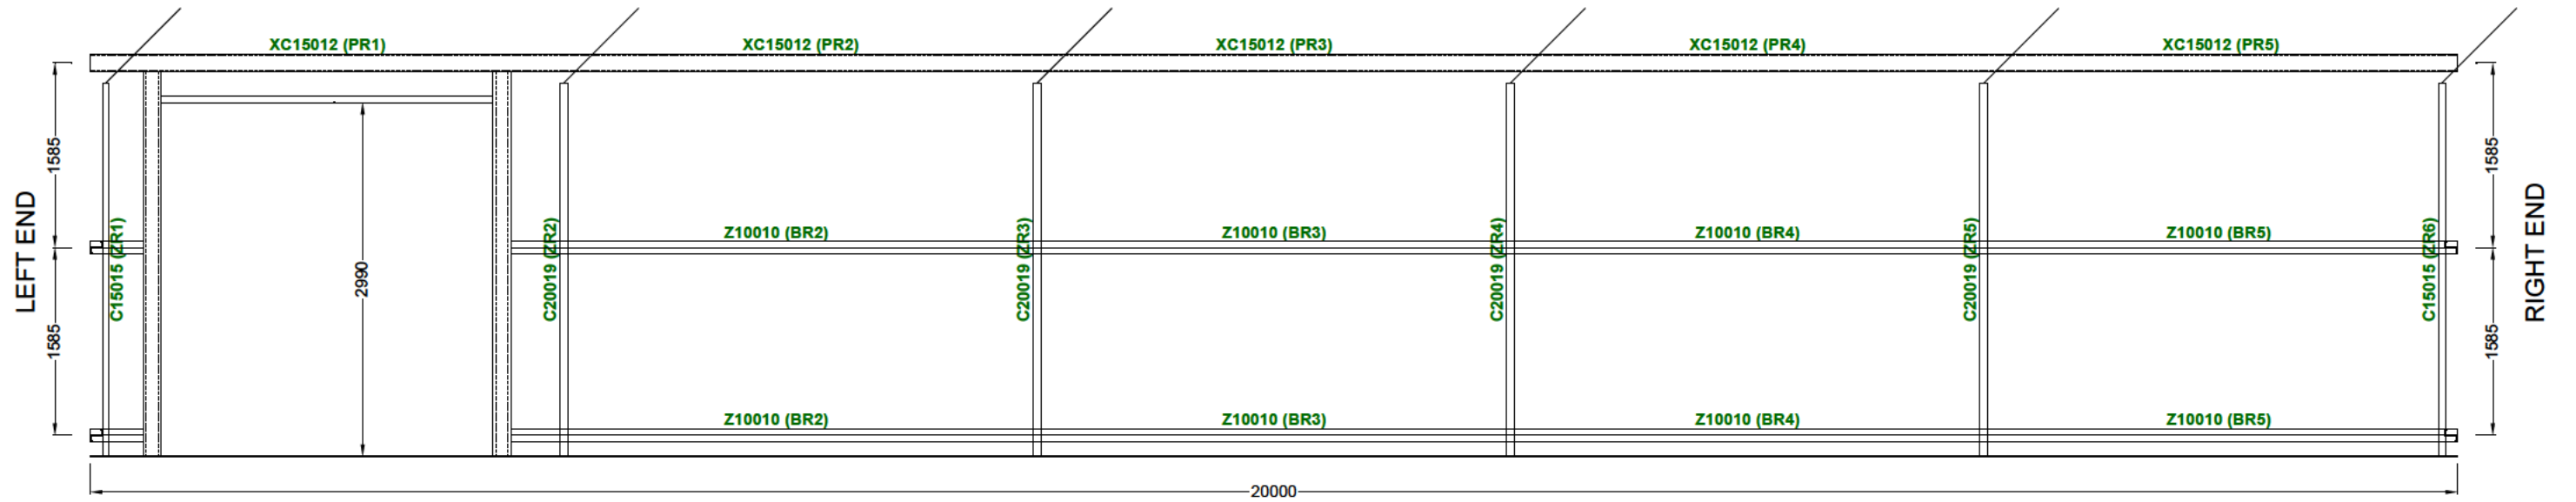 XC15012 (PR1)
XC15012 (PR2)
XC15012 (PR3)
XC15012 (PR4)
XC15012 (PR5)
LEFT END
1585
1585
C15015 (ZR1)
2990
C20019 (ZR2)
Z10010 (BR2)
C20019 (ZR3)
Z10010 (BR3)
C20019 (ZR4)
Z10010 (BR4)
C20019 (ZR5)
Z10010 (BR5)
C15015 (ZR6)
1585
1585
RIGHT END
Z10010 (BR2)
Z10010 (BR3)
Z10010 (BR4)
Z10010 (BR5)
20000